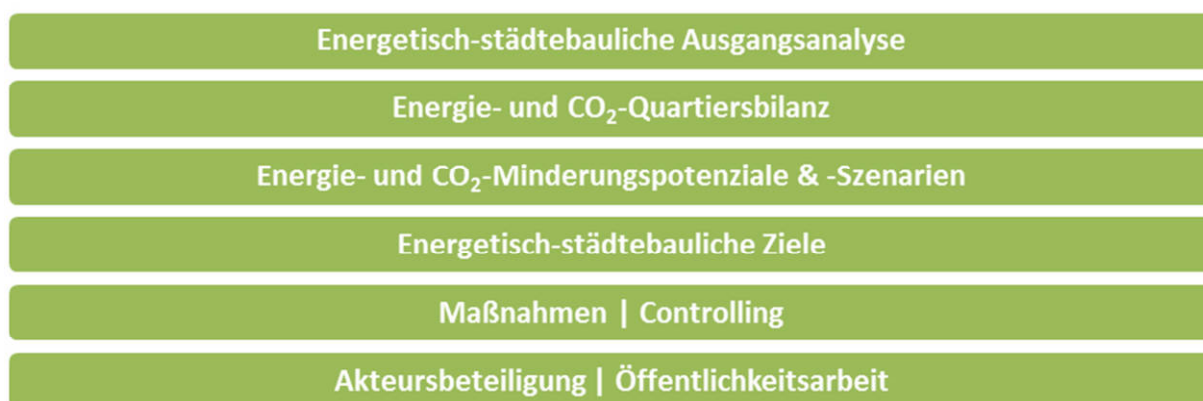 Energetisch-städtebauliche Ausgangsanalyse
Energie- und CO₂-Quartiersbilanz
Energie- und CO₂-Minderungspotenziale & -Szenarien
Energetisch-städtebauliche Ziele
Maßnahmen | Controlling
Akteursbeteiligung | Öffentlichkeitsarbeit